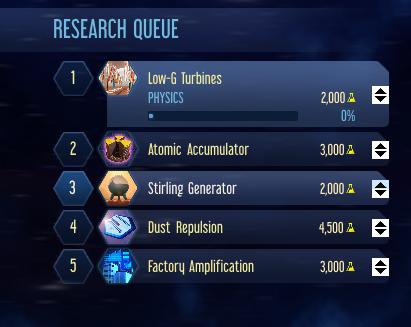 RESEARCH QUEUE
1 Low-G Turbines
PHYSICS 2,000
0%
2 Atomic Accumulator 3,000
3 Stirling Generator 2,000
4 Dust Repulsion 4,500
5 Factory Amplification 3,000